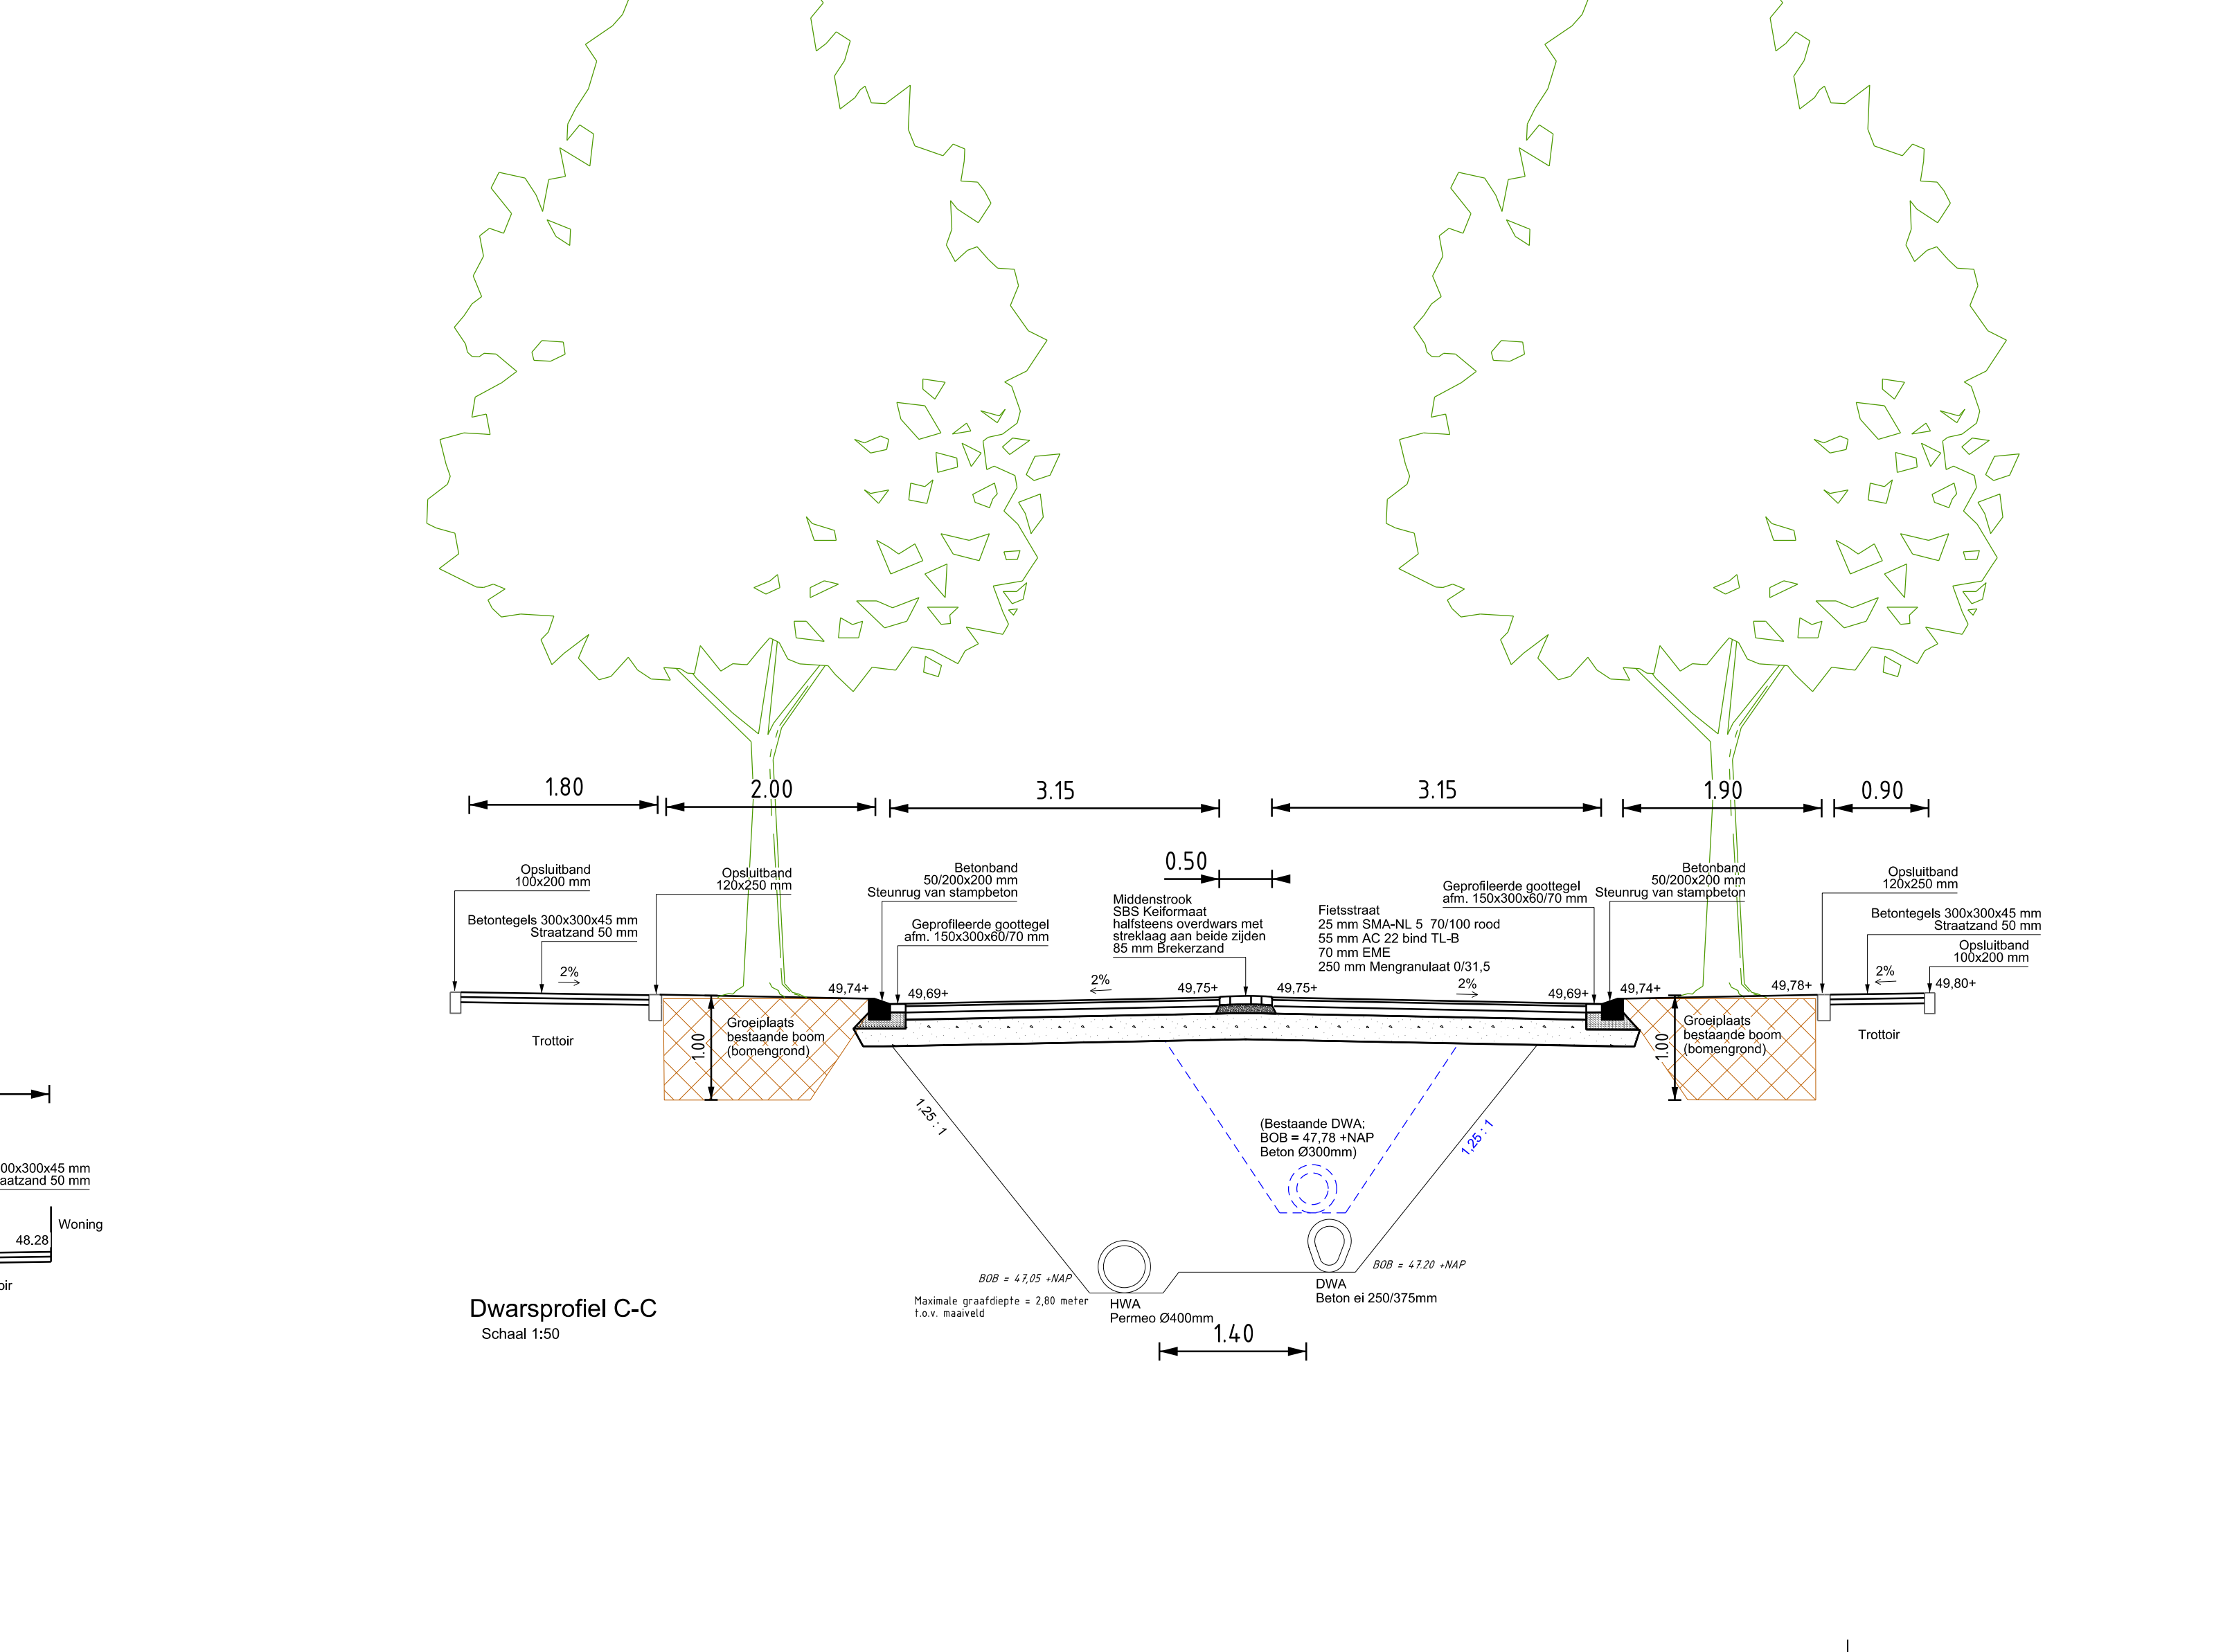 1.80
2.00
3.15
3.15
1.90
0.90
0.50
Opsluitband
100x200 mm
Betontegels 300x300x45 mm
Straatzand 50 mm
Opsluitband
120x250 mm
Betonband
50/200x200 mm
Steunrug van stampbeton
Geprofileerde goottegel
afm. 150x300x60/70 mm
Middenstrook
SBS Keiformaat
halfsteens overdwars met
streklaag aan beide zijden
85 mm Brekerzand
Fietsstraat
25 mm SMA-NL 5 70/100 rood
55 mm AC 22 bind TL-B
70 mm EME
250 mm Mengranulaat 0/31,5
Geprofileerde goottegel
afm. 150x300x60/70 mm
Betonband
50/200x200 mm
Steunrug van stampbeton
Opsluitband
120x250 mm
Betontegels 300x300x45 mm
Straatzand 50 mm
Opsluitband
100x200 mm
2%
49,74+
49,69+
2%
49,75+
49,75+
2%
49,69+
49,74+
49,78+
2%
49,80+
Trottoir
1.00
Groeiplaats
bestaande boom
(bomengrond)
1.00
Groeiplaats
bestaande boom
(bomengrond)
Trottoir
1,25 : 1
(Bestaande DWA;
BOB = 47,78 +NAP
Beton Ø300mm)
1,25 : 1
00x300x45 mm
aatzand 50 mm
Woning
48.28
oir
BOB = 47,05 +NAP
BOB = 47.20 +NAP
Maximale graafdiepte = 2,80 meter
t.o.v. maaiveld
HWA
Permeo Ø400mm
DWA
Beton ei 250/375mm
1.40
Dwarsprofiel C-C
Schaal 1:50